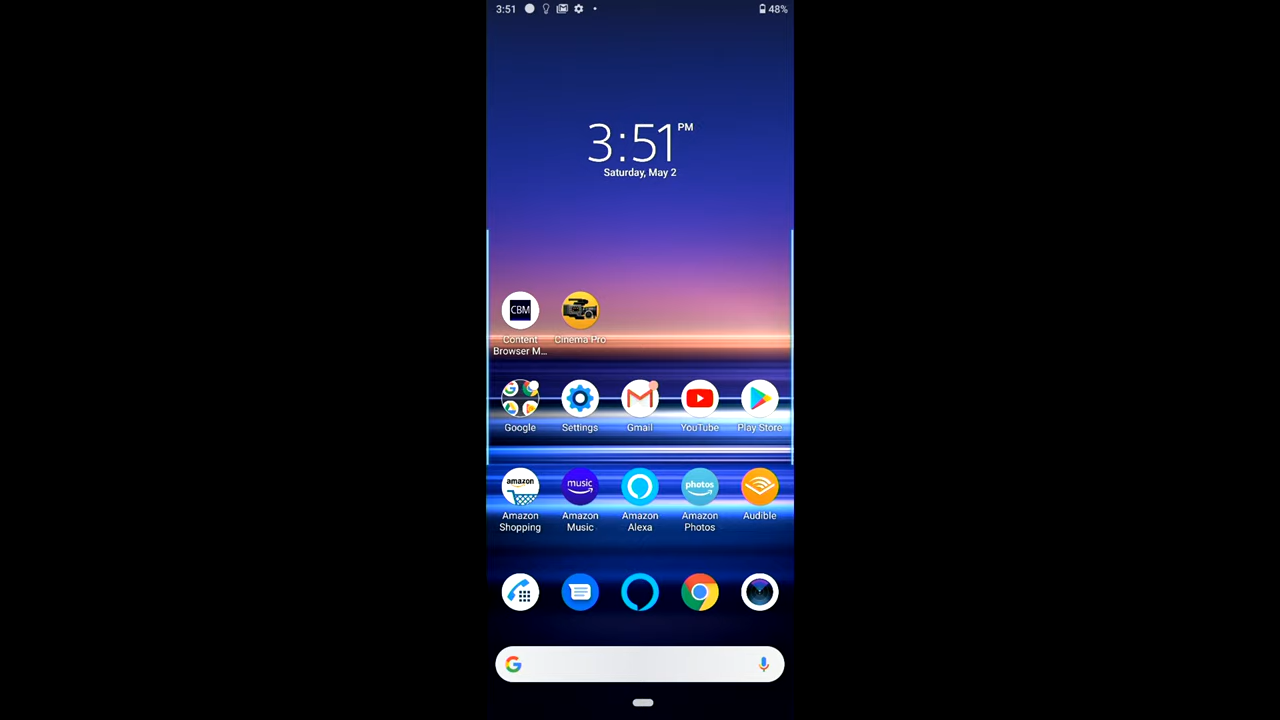 3:51
48%
3:51 PM
Saturday, May 2
CBM
Content Browser M...
Cinema Pro
Google
Settings
Gmail
YouTube
Play Store
amazon
music
photos
Amazon Shopping
Amazon Music
Amazon Alexa
Amazon Photos
Audible
G